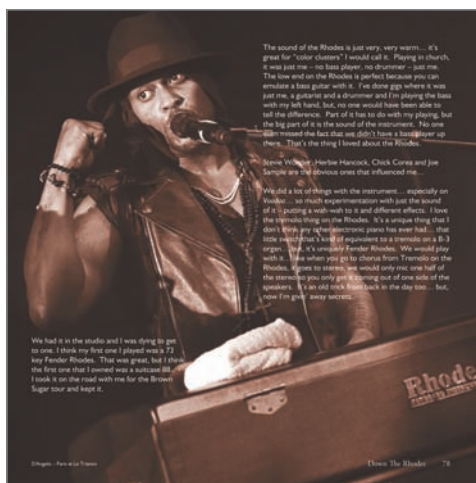 The sound of the Rhodes is just very, very warm... it's
great for "color clusters" I would call it. Playing in church,
it was just me – no bass player, no drummer – just me.
The low end on the Rhodes is perfect because you can
emulate a bass guitar with it. I've done gigs where it was
just me, a guitarist and a drummer and I'm playing the bass
with my left hand, but, no one would have been able to
tell the difference. Part of it has to do with my playing, but
the big part of it is the sound of the instrument. No one
even missed the fact that we didn't have a bass player up
there. That's the thing I loved about the Rhodes.
Stevie Wonder, Herbie Hancock, Chick Corea and Joe
Sample are the obvious ones that influenced me...
We did a lot of things with the instrument... especially on
Voodoo... so much experimentation with just the sound
of it – putting a wah-wah to it and different effects. I love
the tremolo thing on the Rhodes. It's a unique thing that I
don't think any other electronic piano has ever had... that
little switch that's kind of equivalent to a tremolo on a B-3
organ... but, it's uniquely Fender Rhodes. We would play
with it... like when you go to chorus from Tremolo on the
Rhodes, it goes to stereo, we would only mic one half of
the stereo so you only get it coming out of one side of the
speakers. It's an old trick from back in the day too... but,
now I'm givin' away secrets.
We had it in the studio and I was dying to get
to one. I think my first one I played was a 73
key Fender Rhodes. That was great, but I think
the first one that I owned was a suitcase 88.
I took it on the road with me for the Brown
Sugar tour and kept it.
Rhodes
D'Angelo – Paris at Le Trianon
Down The Rhodes 78